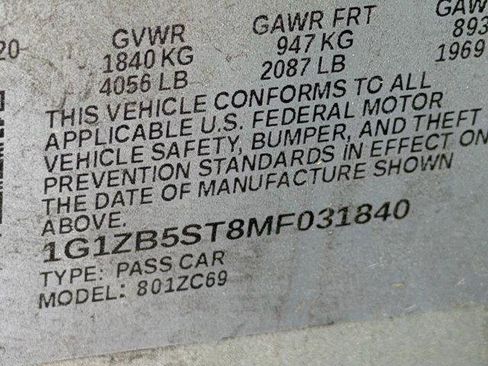 20 GVWR GAWR FRT GAW
1840 KG 947 KG 893
4056 LB 2087 LB 1969
THIS VEHICLE CONFORMS TO ALL
APPLICABLE U.S. FEDERAL MOTOR
VEHICLE SAFETY, BUMPER, AND THEFT
PREVENTION STANDARDS IN EFFECT ON
THE DATE OF MANUFACTURE SHOWN
ABOVE.
1G1ZB5ST8MF031840
TYPE: PASS CAR
MODEL: 801ZC69